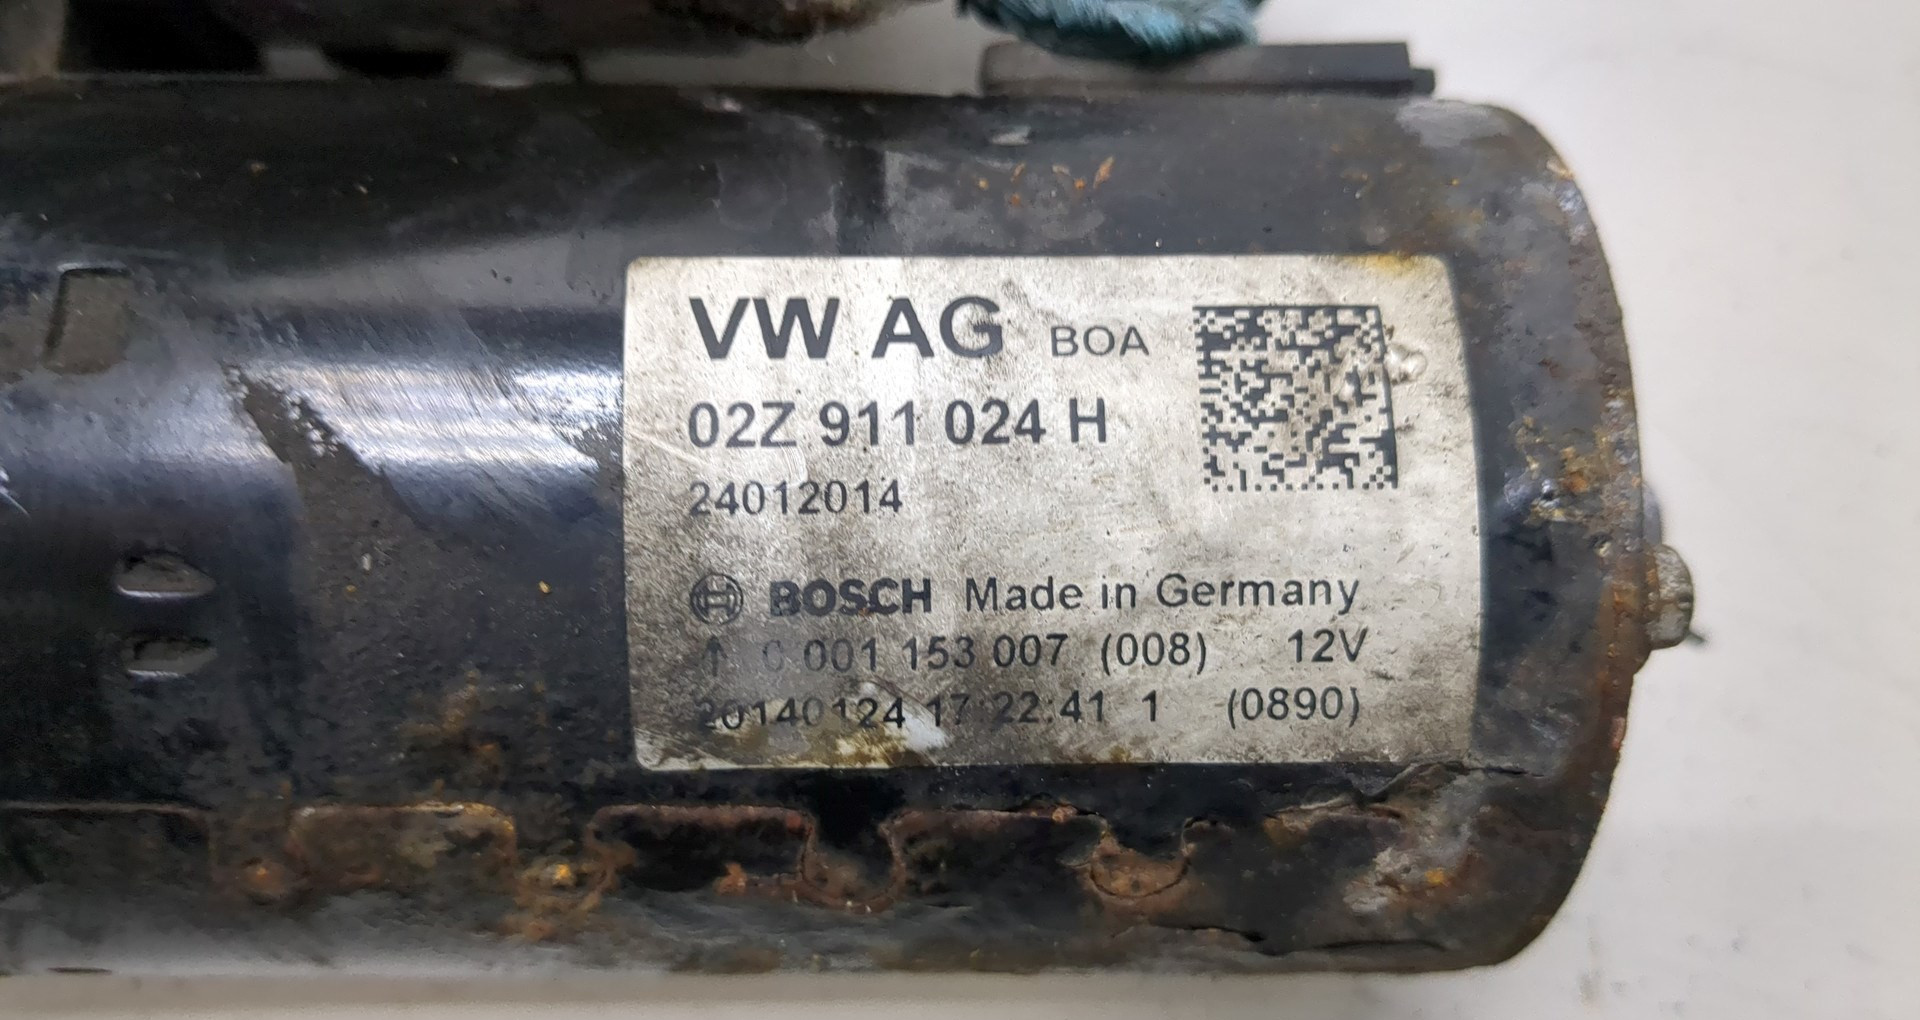 VW AG BOA
02Z 911 024 H
24012014
BOSCH Made in Germany
↑ 0 001 153 007 (008) 12V
20140124 17:22:41 1 (0890)